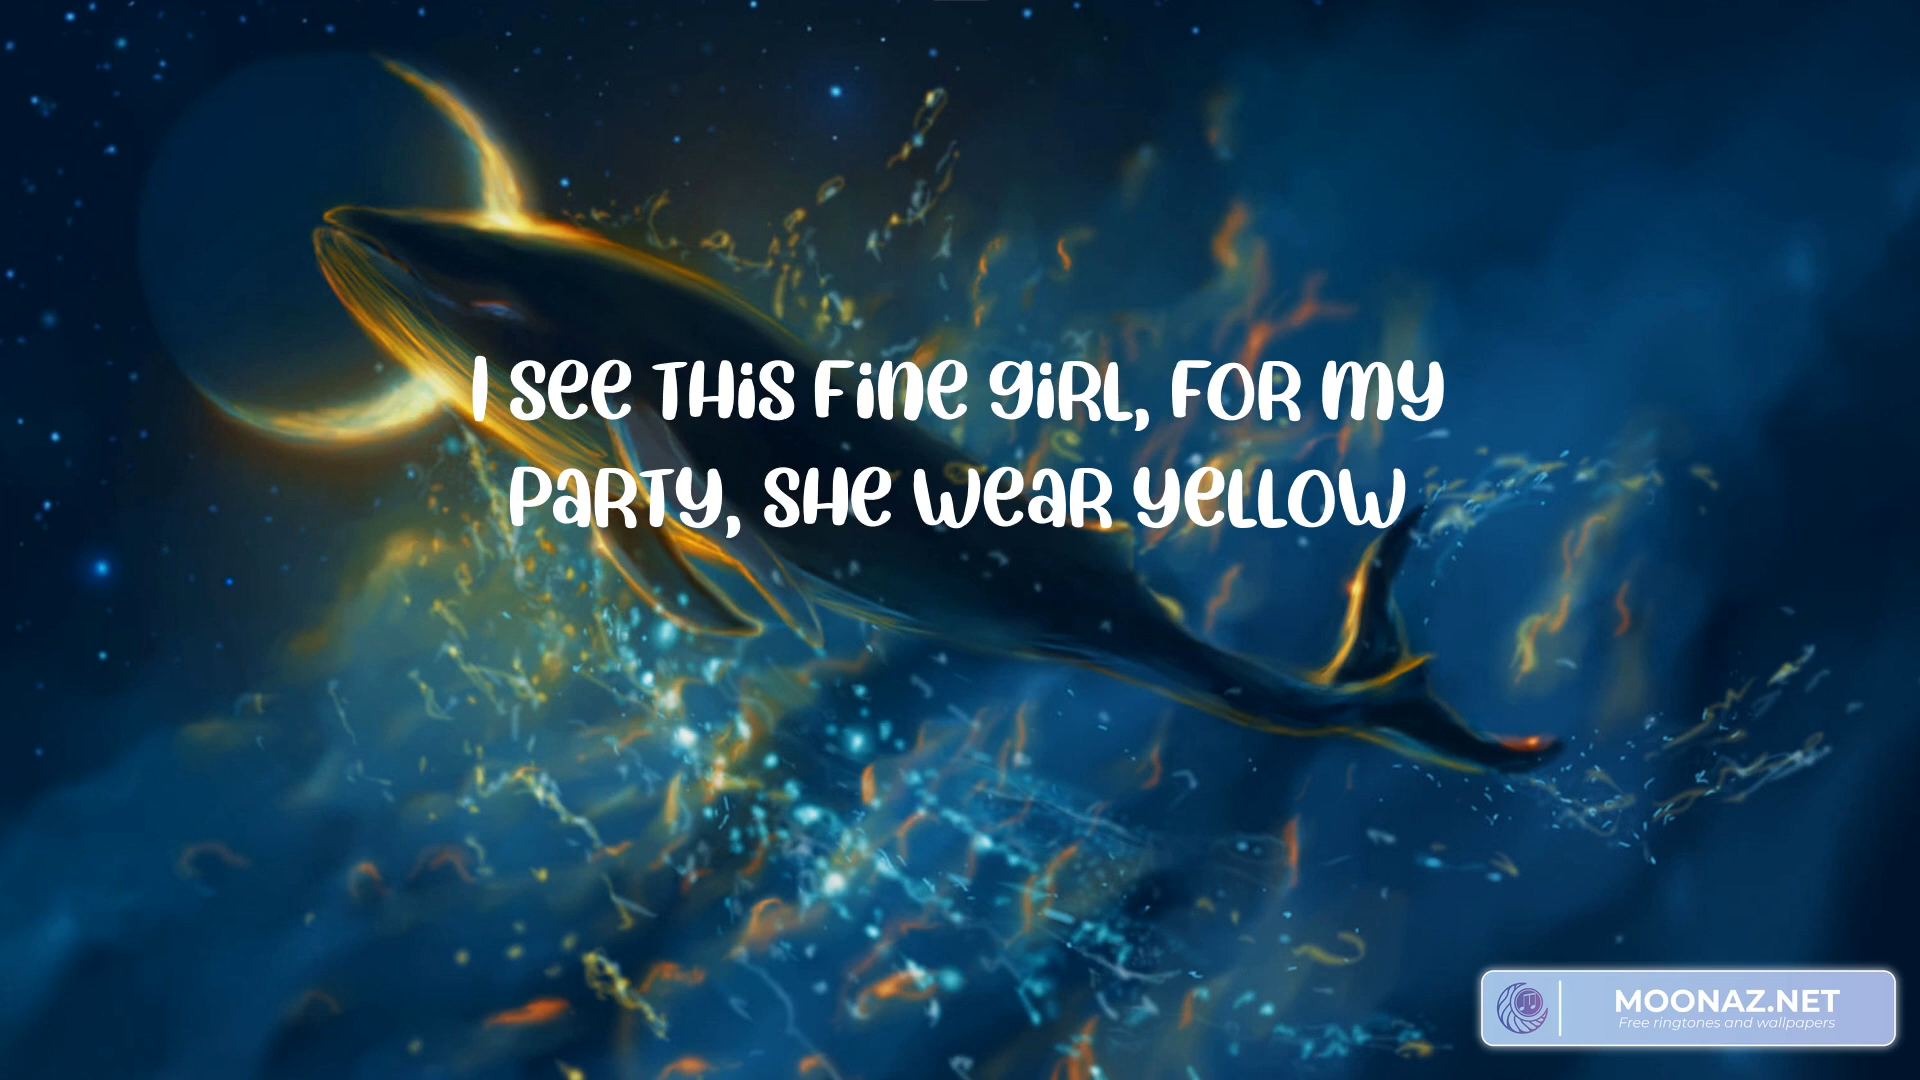 I see this fine girl, for my
party, she wear yellow
MOONAZ.NET
Free ringtones and wallpapers